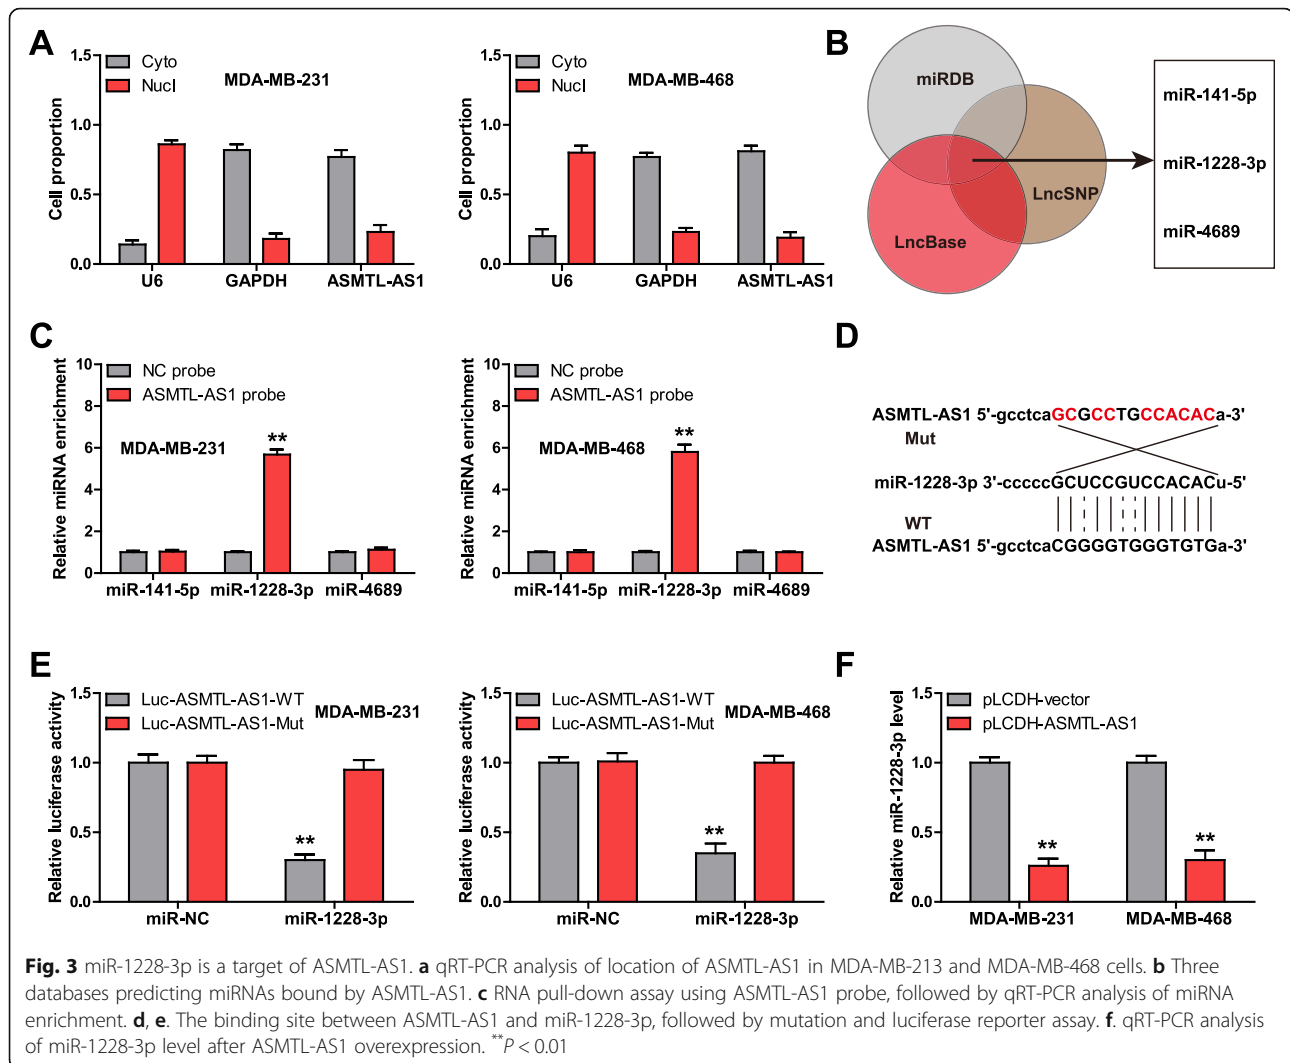 A
1.5
1.0
0.5
0.0
Cell proportion
Cyto
Nucl
MDA-MB-231
U6 GAPDH ASMTL-AS1
1.5
1.0
0.5
0.0
Cell proportion
Cyto
Nucl
MDA-MB-468
U6 GAPDH ASMTL-AS1
B
miRDB
LncSNP
LncBase
miR-141-5p
miR-1228-3p
miR-4689
C
10
8
6
4
2
0
Relative miRNA enrichment
NC probe
ASMTL-AS1 probe
MDA-MB-231
**
miR-141-5p miR-1228-3p miR-4689
10
8
6
4
2
0
Relative miRNA enrichment
NC probe
ASMTL-AS1 probe
MDA-MB-468
**
miR-141-5p miR-1228-3p miR-4689
D
ASMTL-AS1 5'-gcctcaGCGCCTGCCACACa-3'
Mut
miR-1228-3p 3'-cccccGCUCCGUCCACACu-5'
WT
ASMTL-AS1 5'-gcctcaCGGGGTGGGTGTGa-3'
E
1.5
1.0
0.5
0.0
Relative luciferase activity
Luc-ASMTL-AS1-WT
Luc-ASMTL-AS1-Mut
MDA-MB-231
**
miR-NC miR-1228-3p
1.5
1.0
0.5
0.0
Relative luciferase activity
Luc-ASMTL-AS1-WT
Luc-ASMTL-AS1-Mut
MDA-MB-468
**
miR-NC miR-1228-3p
F
1.5
1.0
0.5
0.0
Relative miR-1228-3p level
pLCDH-vector
pLCDH-ASMTL-AS1
** **
MDA-MB-231 MDA-MB-468
Fig. 3 miR-1228-3p is a target of ASMTL-AS1. a qRT-PCR analysis of location of ASMTL-AS1 in MDA-MB-213 and MDA-MB-468 cells. b Three
databases predicting miRNAs bound by ASMTL-AS1. c RNA pull-down assay using ASMTL-AS1 probe, followed by qRT-PCR analysis of miRNA
enrichment. d, e. The binding site between ASMTL-AS1 and miR-1228-3p, followed by mutation and luciferase reporter assay. f. qRT-PCR analysis
of miR-1228-3p level after ASMTL-AS1 overexpression. **P < 0.01